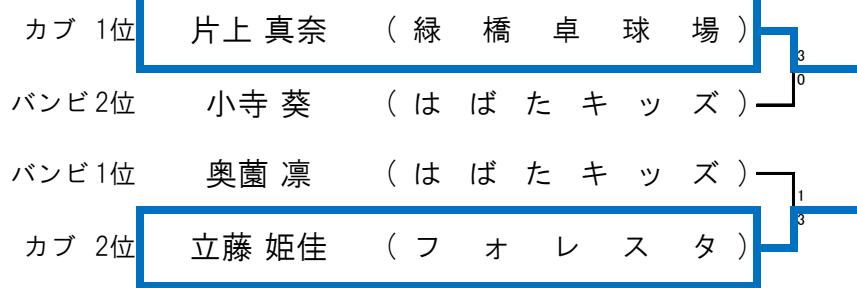 カブ 1位 片上 真奈 (緑橋卓球場) 3
バンビ2位 小寺 葵 (はばたキッズ) 0
バンビ1位 奥薗 凛 (はばたキッズ) 1
カブ 2位 立藤 姫佳 (フォレスタ) 3